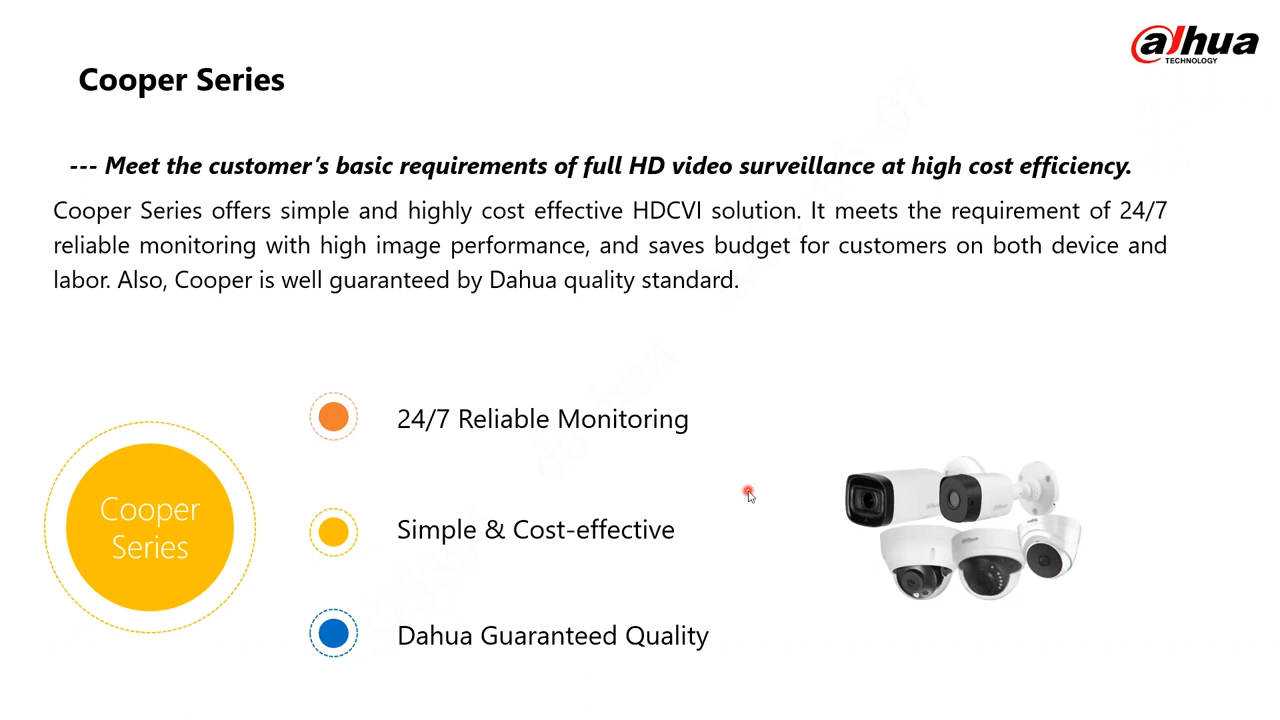 alhua
TECHNOLOGY
Cooper Series
--- Meet the customer’s basic requirements of full HD video surveillance at high cost efficiency.
Cooper Series offers simple and highly cost effective HDCVI solution. It meets the requirement of 24/7
reliable monitoring with high image performance, and saves budget for customers on both device and
labor. Also, Cooper is well guaranteed by Dahua quality standard.
24/7 Reliable Monitoring
Cooper
Series
Simple & Cost-effective
Dahua Guaranteed Quality